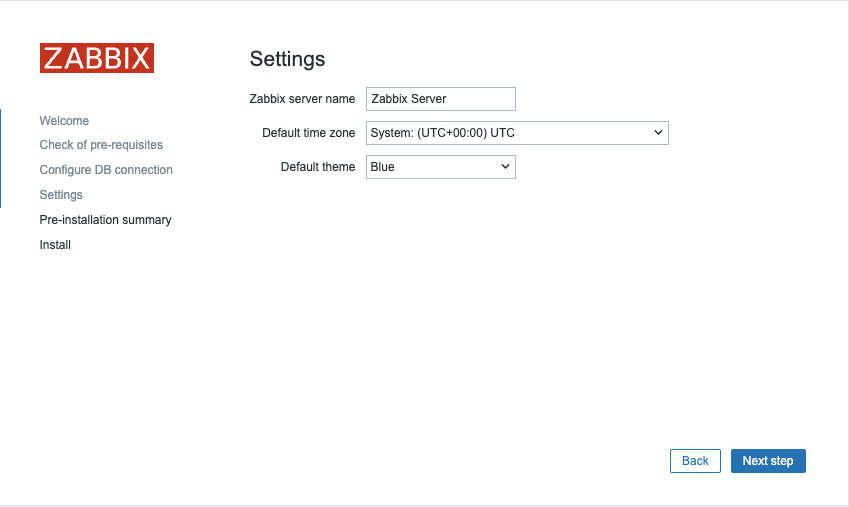 ZABBIX
Welcome
Check of pre-requisites
Configure DB connection
Settings
Pre-installation summary
Install
Settings
Zabbix server name Zabbix Server
Default time zone System: (UTC+00:00) UTC
Default theme Blue
Back Next step